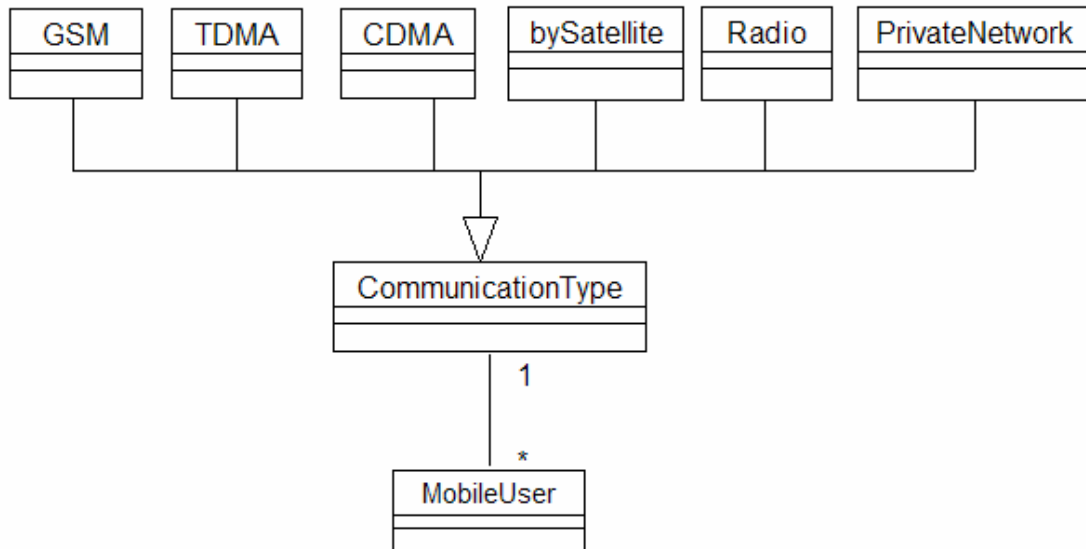 GSM TDMA CDMA bySatellite Radio PrivateNetwork
CommunicationType
1
*
MobileUser